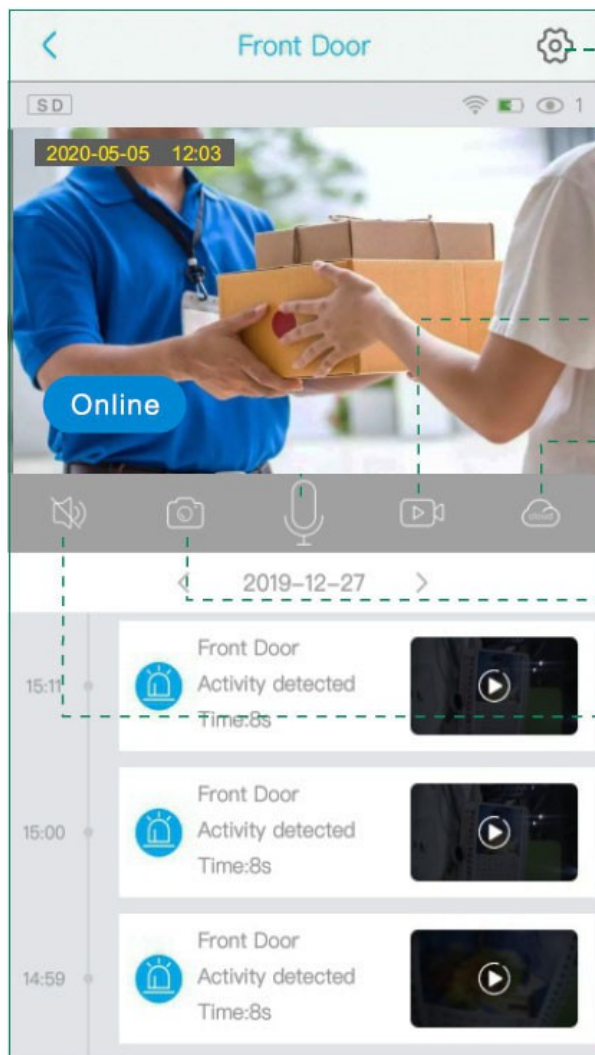 Front Door
SD
1
2020-05-05 12:03
Online
cloud
2019-12-27
15:11
Front Door
Activity detected
Time:8s
15:00
Front Door
Activity detected
Time:8s
14:59
Front Door
Activity detected
Time:8s